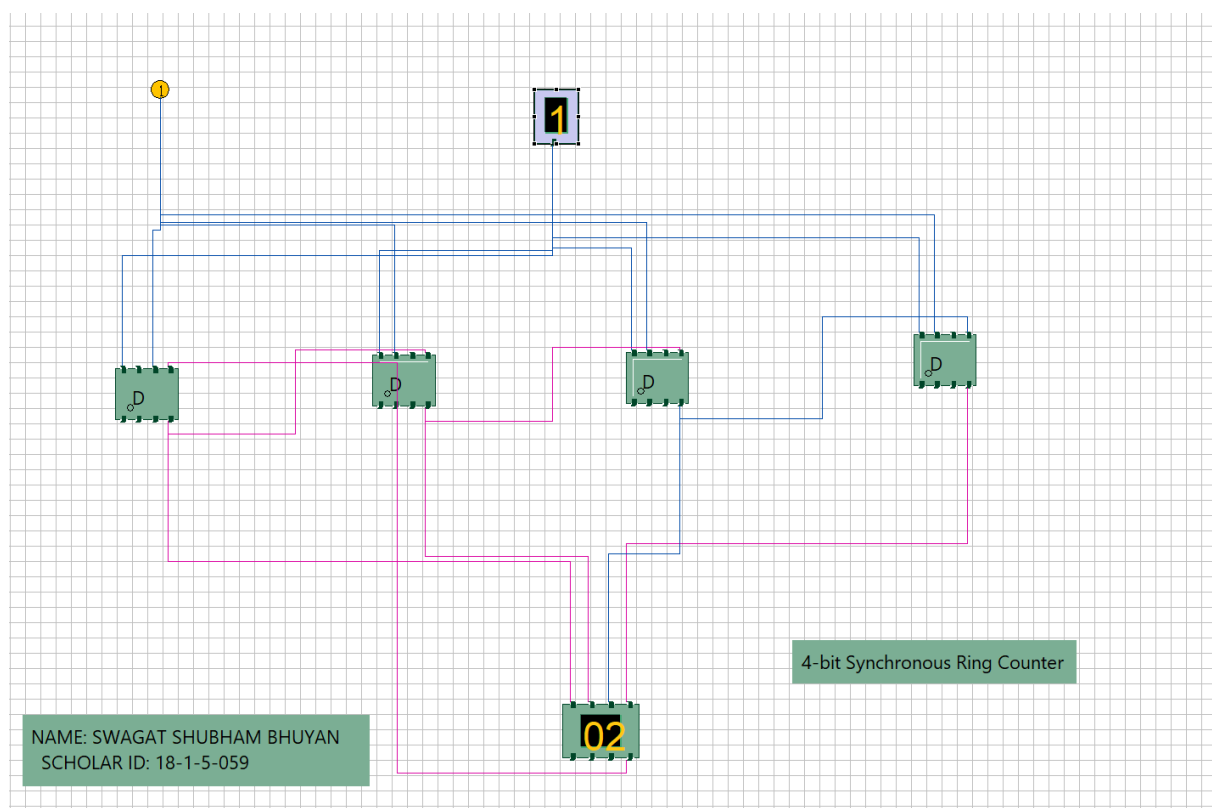 1
1
D
D
D
D
4-bit Synchronous Ring Counter
02
NAME: SWAGAT SHUBHAM BHUYAN
SCHOLAR ID: 18-1-5-059